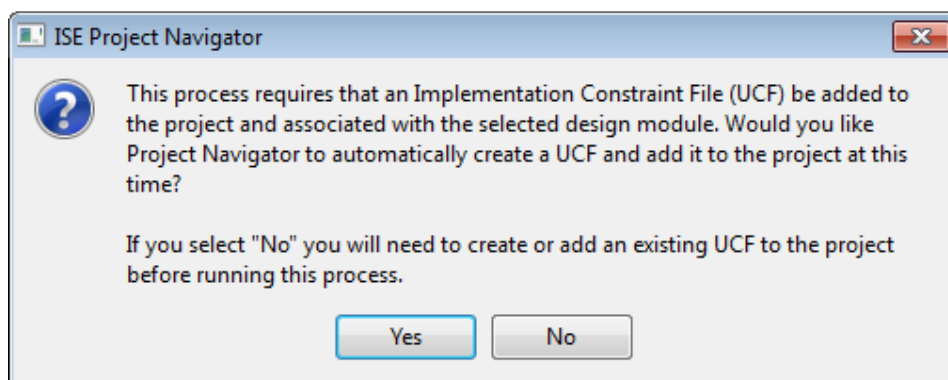 ISE Project Navigator
This process requires that an Implementation Constraint File (UCF) be added to
the project and associated with the selected design module. Would you like
Project Navigator to automatically create a UCF and add it to the project at this
time?
If you select "No" you will need to create or add an existing UCF to the project
before running this process.
Yes No